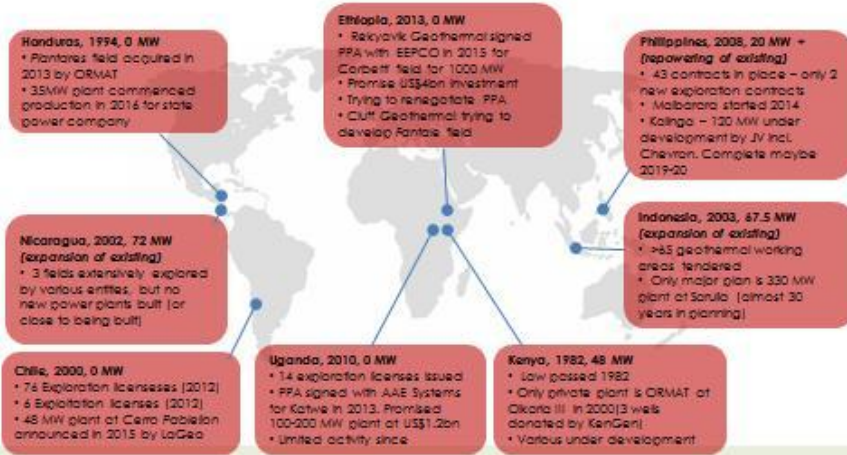 Honduras, 1994, 0 MW
• Plantares field acquired in
2013 by ORMAT
• 35MW plant commenced
production in 2016 for state
power company
Ethiopia, 2013, 0 MW
• Rekyavik Geothermal signed
PPA with EEPCO in 2015 for
Corbetti field for 1000 MW
• Promise US$4bn investment
• Trying to renegotiate PPA
• Cluff Geothermal trying to
develop Fantale field
Philippines, 2008, 20 MW +
(repowering of existing)
• 43 contracts in place – only 2
new exploration contracts
• Maibarara started 2014
• Kalinga – 120 MW under
development by JV incl.
Chevron. Complete maybe
2019-20
Nicaragua, 2002, 72 MW
(expansion of existing)
• 3 fields extensively explored
by various entities, but no
new power plants built (or
close to being built)
Indonesia, 2003, 67.5 MW
(expansion of existing)
• >65 geothermal working
areas tendered
• Only major plan is 330 MW
plant at Sarulla (almost 30
years in planning)
Chile, 2000, 0 MW
• 76 Exploration licenseses (2012)
• 6 Exploitation licenses (2012)
• 48 MW plant at Cerro Pabellon
announced in 2015 by LaGeo
Uganda, 2010, 0 MW
• 14 exploration licenses issued
• PPA signed with AAE Systems
for Katwe in 2013. Promised
100-200 MW plant at US$1.2bn
• Limited activity since
Kenya, 1982, 48 MW
• Law passed 1982
• Only private plant is ORMAT at
Olkaria III in 2000(3 wells
donated by KenGen)
• Various under development